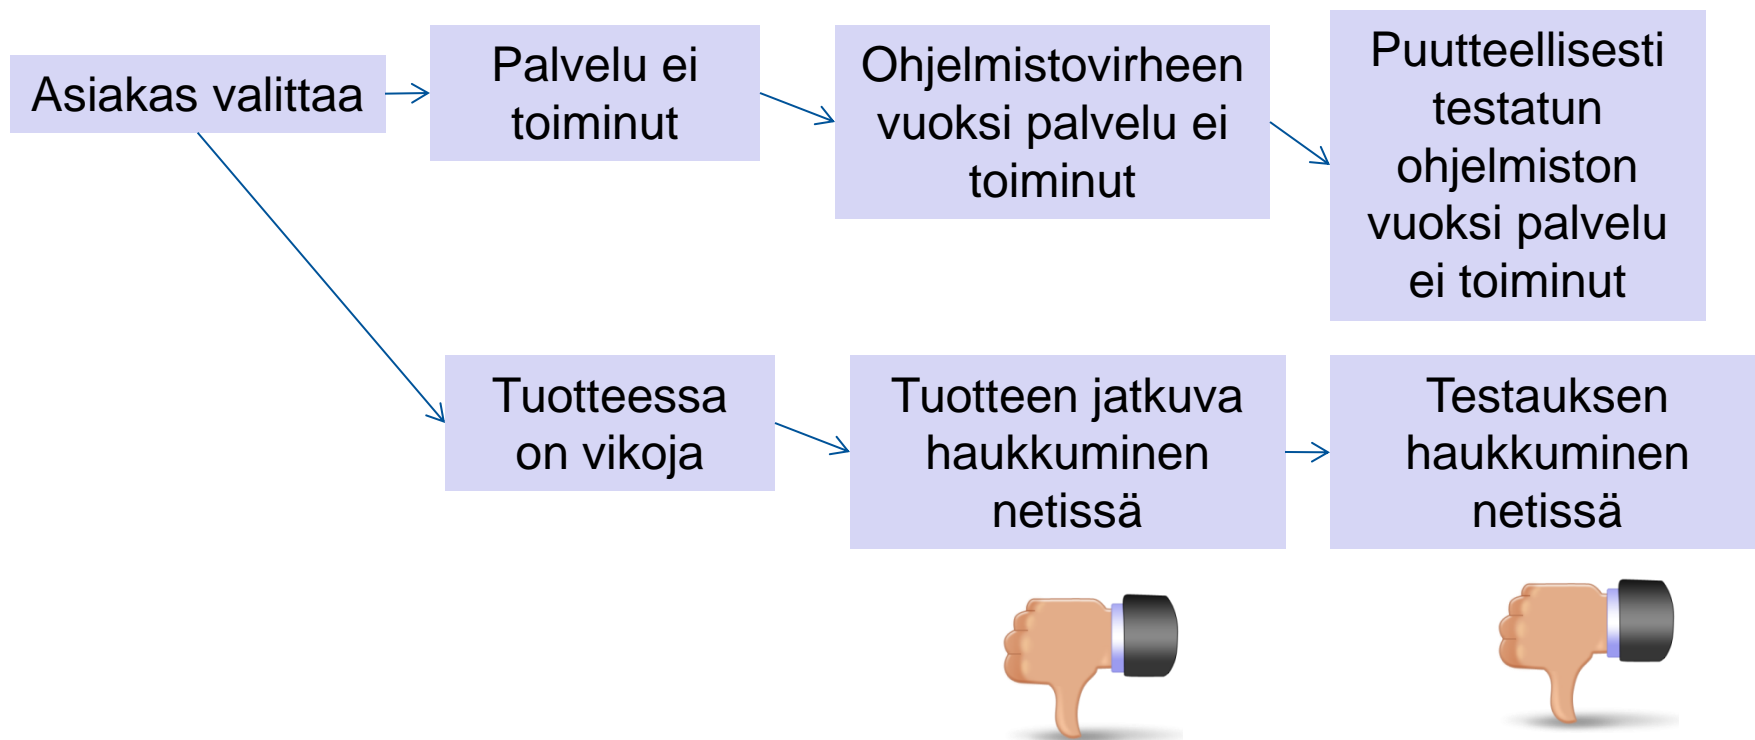 Asiakas valittaa
Palvelu ei
toiminut
Ohjelmistovirheen
vuoksi palvelu ei
toiminut
Puutteellisesti
testatun
ohjelmiston
vuoksi palvelu
ei toiminut
Tuotteessa
on vikoja
Tuotteen jatkuva
haukkuminen
netissä
Testauksen
haukkuminen
netissä